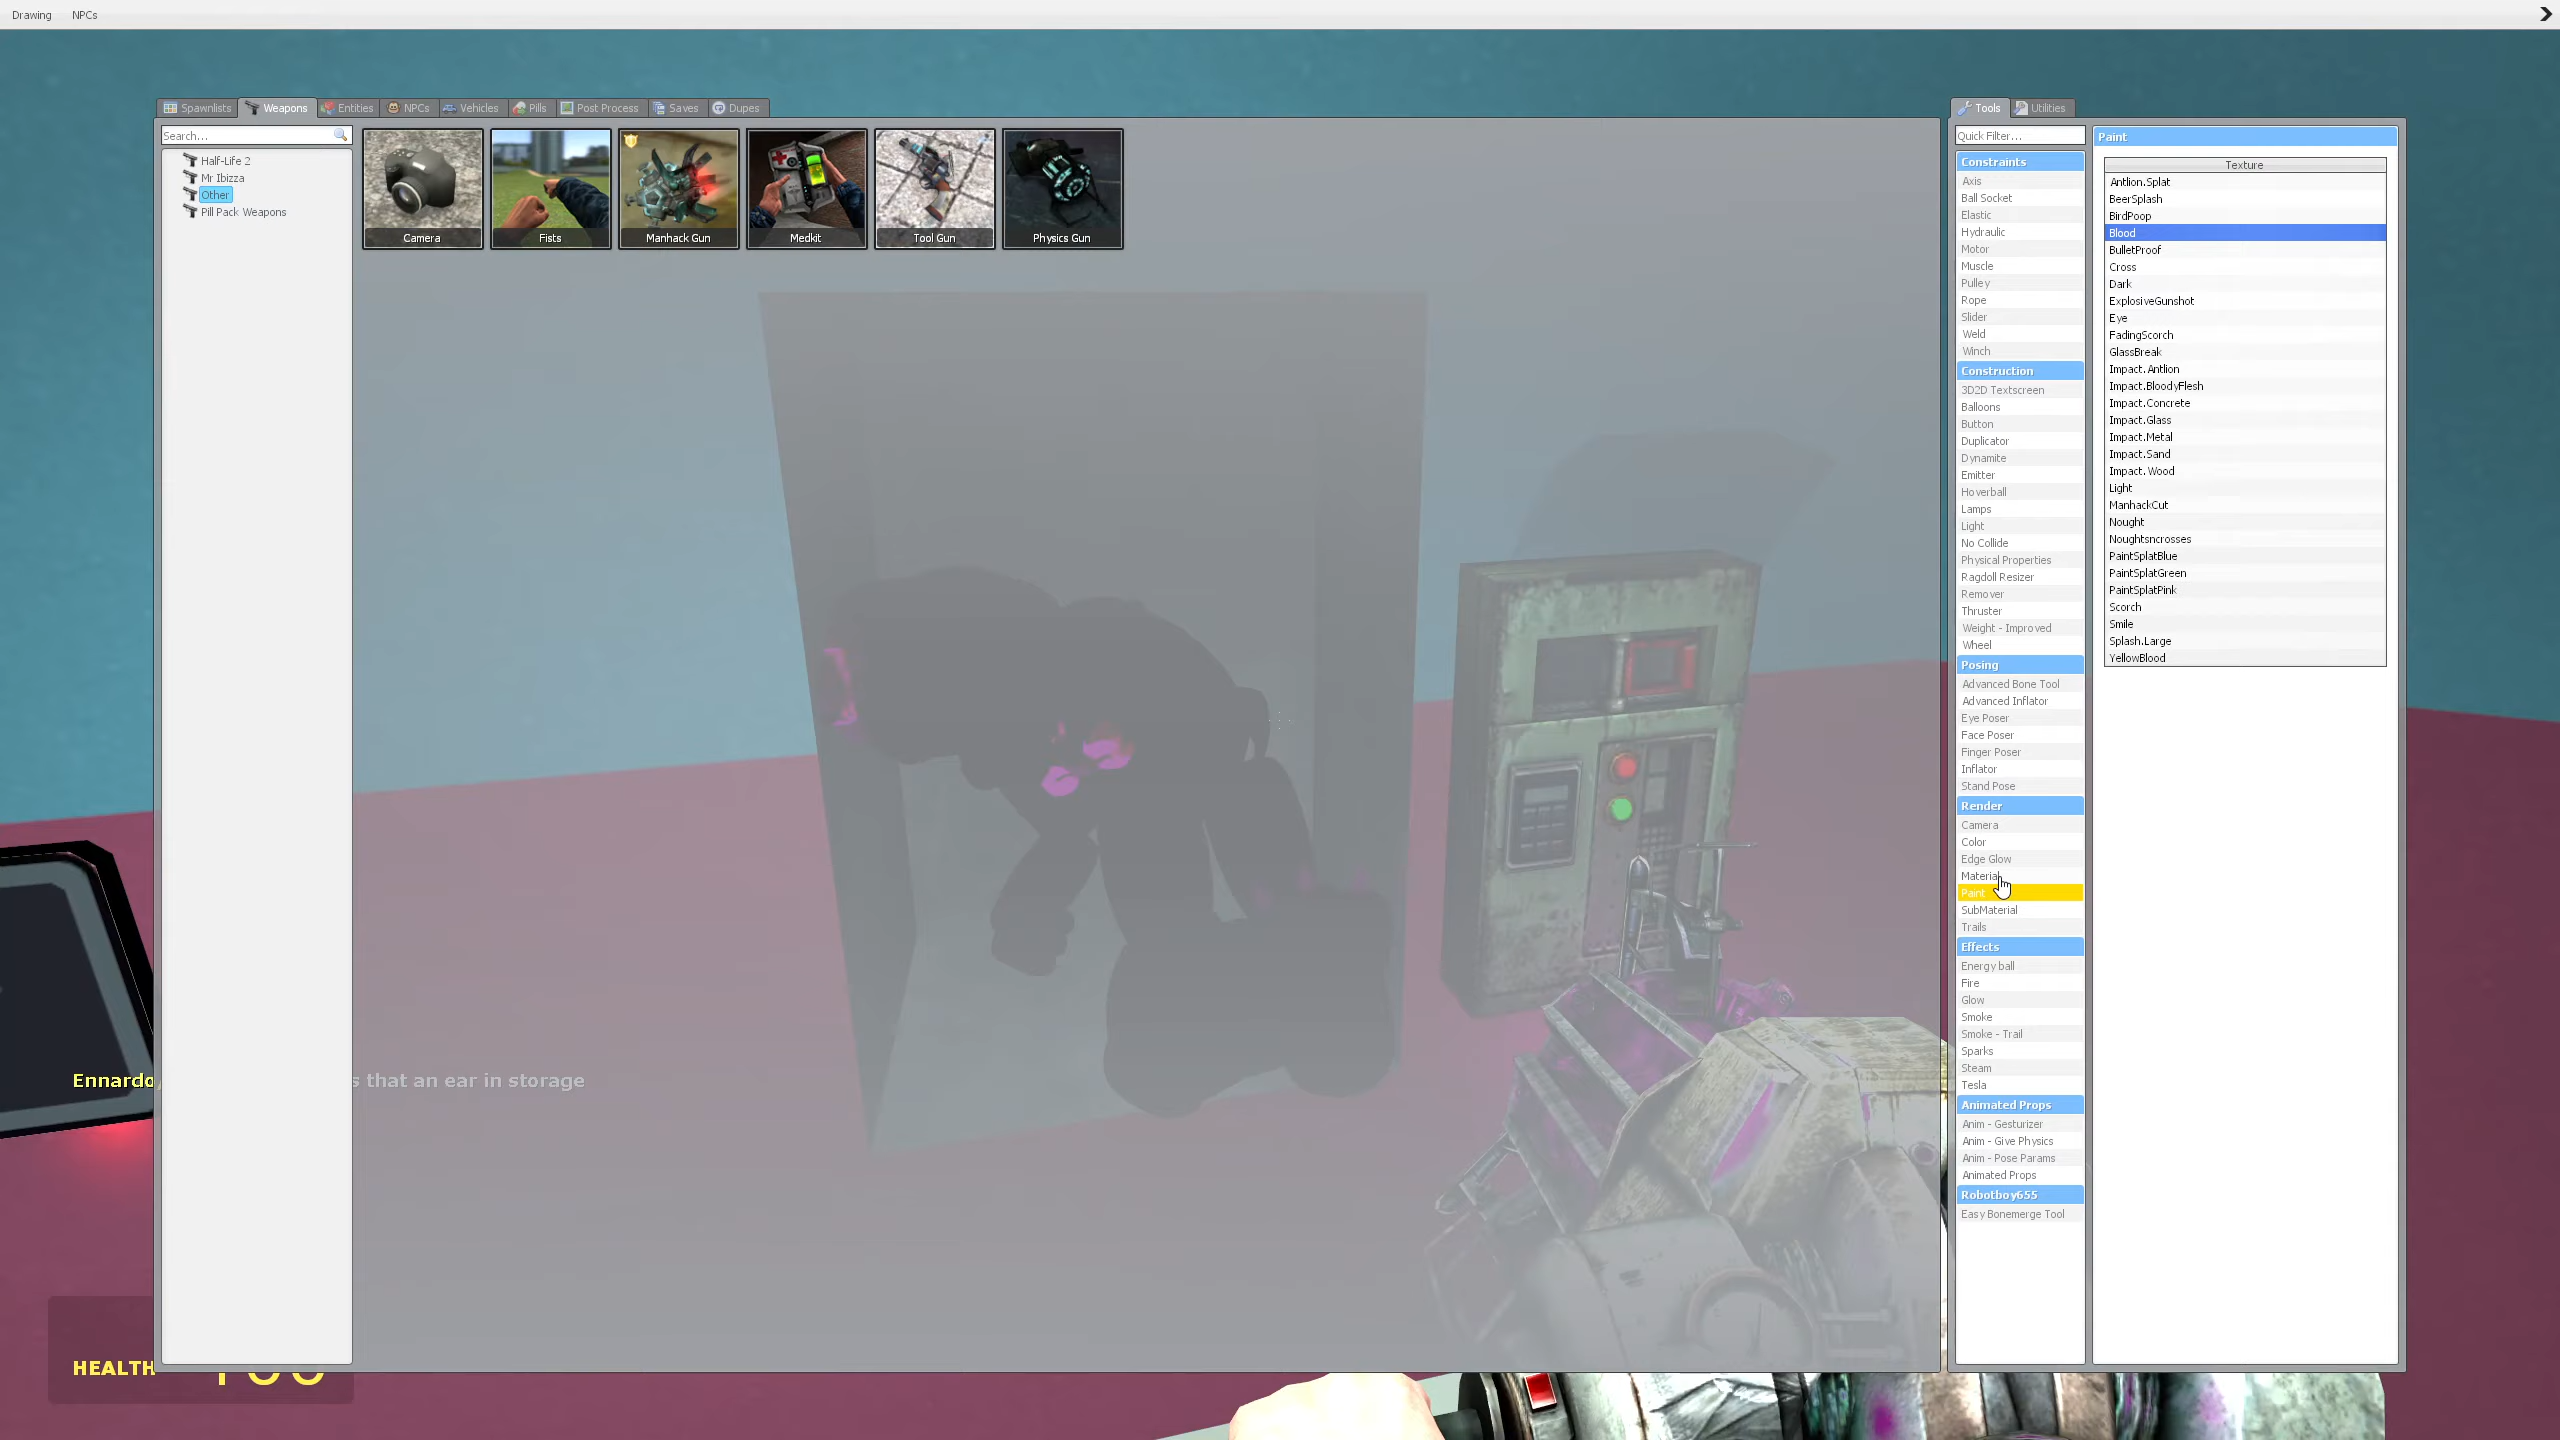 Drawing NPCs
Spawnlists Weapons Entities NPCs Vehicles Pills Post Process Saves Dupes
Search...
Half-Life 2
Mr Ibizza
Other
Pill Pack Weapons
Camera
Fists
Manhack Gun
Medkit
Tool Gun
Physics Gun
Ennardo
s that an ear in storage
HEALTH
100
Tools Utilities
Quick Filter...
Constraints
Axis
Ball Socket
Elastic
Hydraulic
Motor
Muscle
Pulley
Rope
Slider
Weld
Winch
Construction
3D2D Textscreen
Balloons
Button
Duplicator
Dynamite
Emitter
Hoverball
Lamps
Light
No Collide
Physical Properties
Ragdoll Resizer
Remover
Thruster
Weight - Improved
Wheel
Posing
Advanced Bone Tool
Advanced Inflator
Eye Poser
Face Poser
Finger Poser
Inflator
Stand Pose
Render
Camera
Color
Edge Glow
Material
Paint
SubMaterial
Trails
Effects
Energy ball
Fire
Glow
Smoke
Smoke - Trail
Sparks
Steam
Tesla
Animated Props
Anim - Gesturizer
Anim - Give Physics
Anim - Pose Params
Animated Props
Robotboy655
Easy Bonemerge Tool
Paint
Texture
Antlion.Splat
BeerSplash
BirdPoop
Blood
BulletProof
Cross
Dark
ExplosiveGunshot
Eye
FadingScorch
GlassBreak
Impact.Antlion
Impact.BloodyFlesh
Impact.Concrete
Impact.Glass
Impact.Metal
Impact.Sand
Impact.Wood
Light
ManhackCut
Nought
Noughtsncrosses
PaintSplatBlue
PaintSplatGreen
PaintSplatPink
Scorch
Smile
Splash.Large
YellowBlood